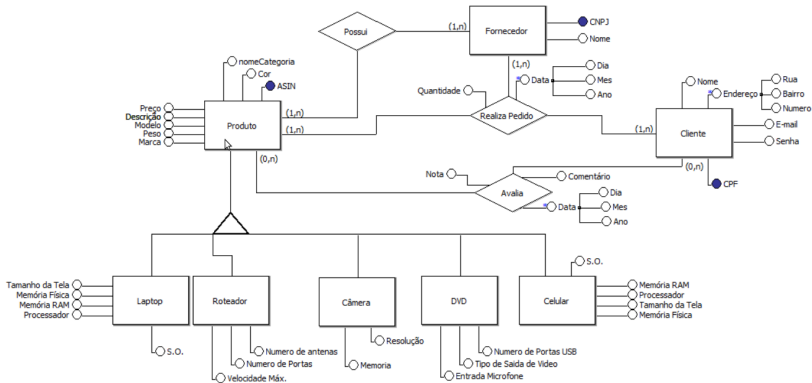 Fornecedor
CNPJ
Nome
Possui
(1,n)
(1,n)
nomeCategoria
Cor
ASIN
Produto
Preço
Descrição
Modelo
Peso
Marca
(1,n)
(1,n)
(0,n)
Quantidade
Data
Dia
Mes
Ano
Realiza Pedido
(1,n)
Cliente
Nome
Endereço
Rua
Bairro
Numero
E-mail
Senha
CPF
(0,n)
Nota
Comentário
Avalia
Data
Dia
Mes
Ano
Laptop
Tamanho da Tela
Memória Física
Memória RAM
Processador
S.O.
Roteador
Numero de antenas
Numero de Portas
Velocidade Máx.
Câmera
Resolução
Memoria
DVD
Numero de Portas USB
Tipo de Saida de Video
Entrada Microfone
Celular
S.O.
Memória RAM
Processador
Tamanho da Tela
Memória Física